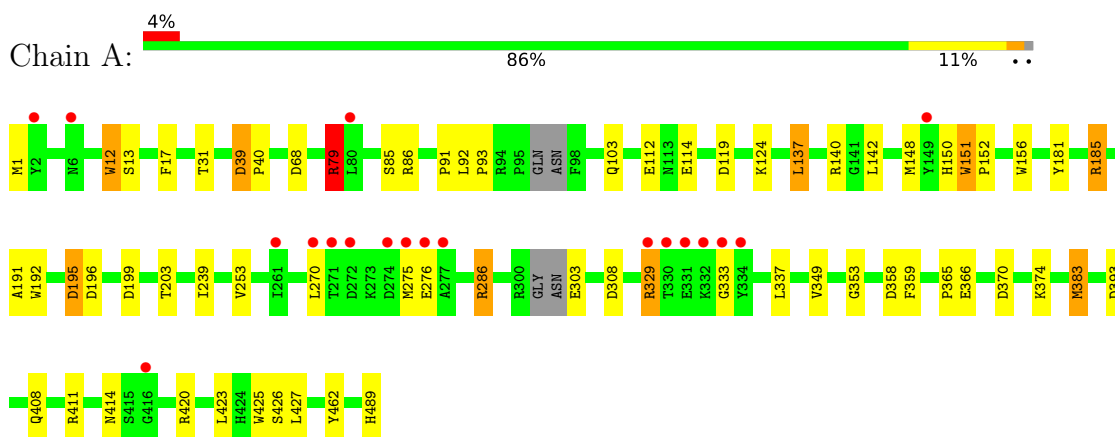 4%
Chain A:
86% 11% • •
M1 Y2 N6 W12 S13 F17 T31 D39 P40 D68 R79 L80 S85 R86 P91 L92 P93 R94 P95 GLN ASN F98 Q103 E112 N113 E114 D119 K124 L137 R140 G141 L142 M148 Y149 H150 W151 P152 W156 Y181 R185
A191 W192 D195 D196 D199 T203 I239 V253 I261 L270 T271 D272 K273 D274 M275 E276 A277 R286 R300 GLY ASN E303 D308 R329 T330 E331 K332 G333 Y334 L337 V349 G353 D358 F359 P365 E366 D370 K374 M383
Q408 R411 N414 S415 G416 R420 L423 H424 W425 S426 L427 Y462 H489